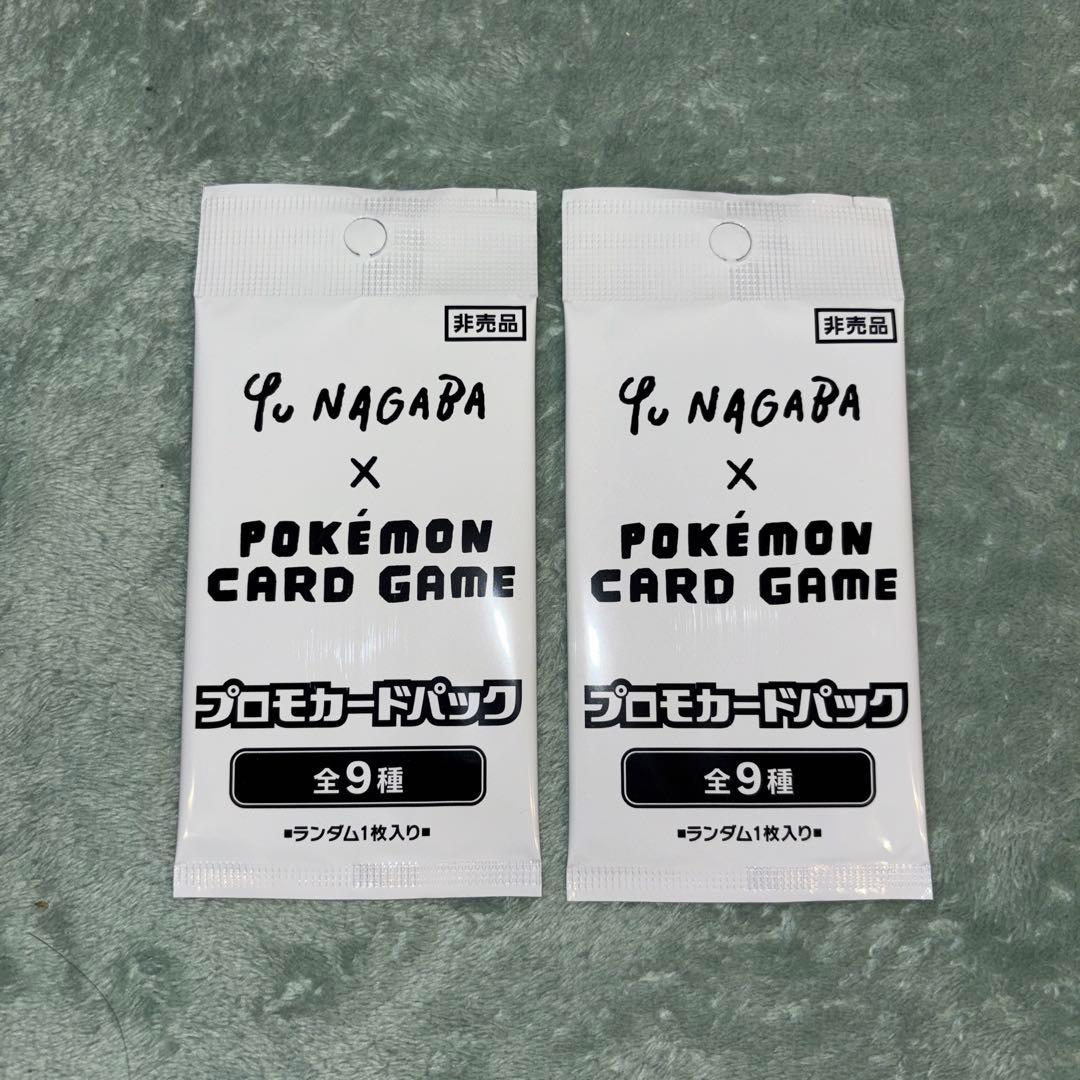 非売品
Yu NAGABA
×
POKÉMON
CARD GAME
プロモカードパック
全9種
■ランダム1枚入り■
非売品
Yu NAGABA
×
POKÉMON
CARD GAME
プロモカードパック
全9種
■ランダム1枚入り■